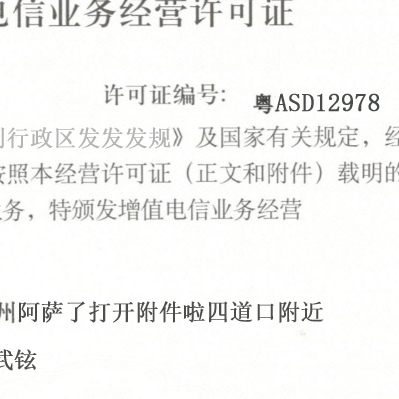 电信业务经营许可证
许可证编号: 粤ASD12978
行政区发发发规》及国家有关规定，经
按照本经营许可证（正文和附件）载明的
业务，特颁发增值电信业务经营
州阿萨了打开附件啦四道口附近
武铉